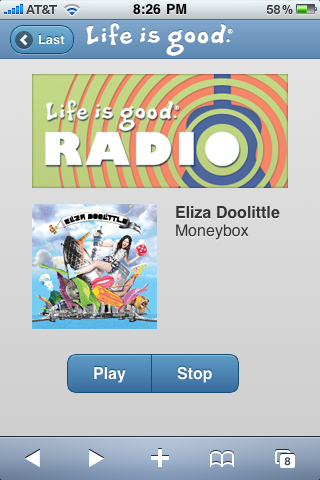 AT&T 8:26 PM 58%
Last Life is good.®
Life is good.®
RADIO
ELIZA DOOLITTLE
Eliza Doolittle
Moneybox
Play Stop
8